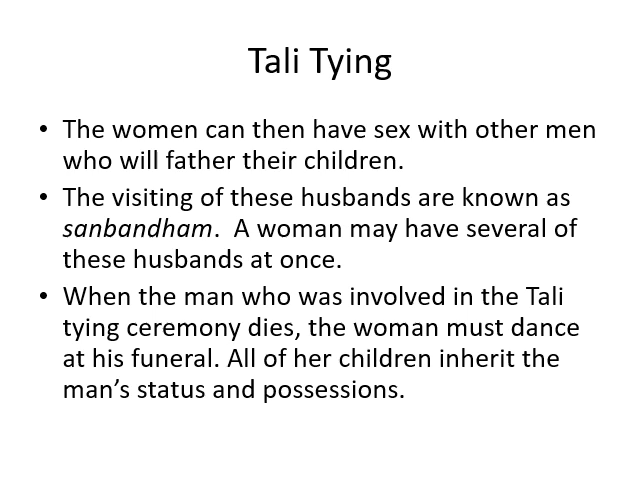 Tali Tying
• The women can then have sex with other men
who will father their children.
• The visiting of these husbands are known as
sanbandham.  A woman may have several of
these husbands at once.
• When the man who was involved in the Tali
tying ceremony dies, the woman must dance
at his funeral. All of her children inherit the
man’s status and possessions.